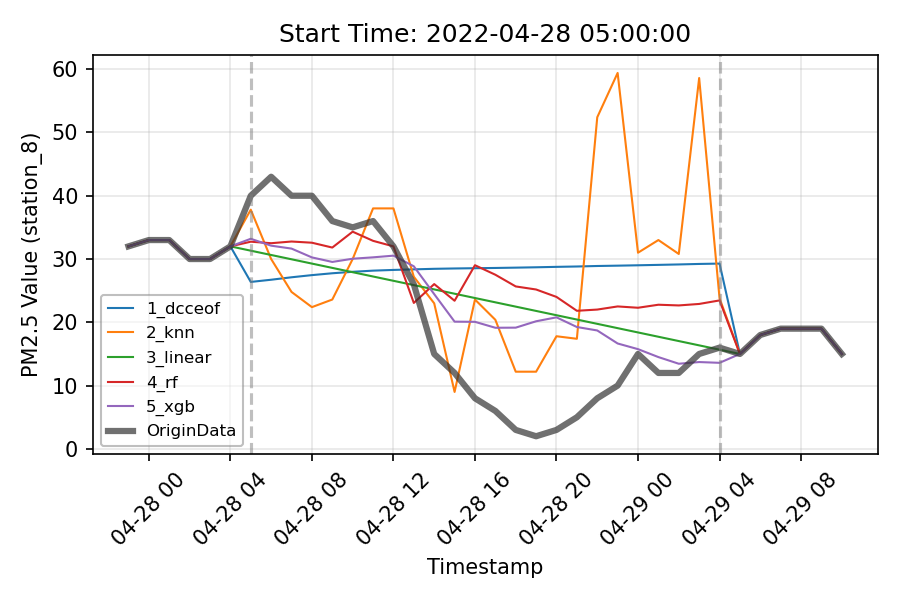 Start Time: 2022-04-28 05:00:00
PM2.5 Value (station_8)
60
50
40
30
20
10
0
1_dcceof
2_knn
3_linear
4_rf
5_xgb
OriginData
04-28 00
04-28 04
04-28 08
04-28 12
04-28 16
04-28 20
04-29 00
04-29 04
04-29 08
Timestamp